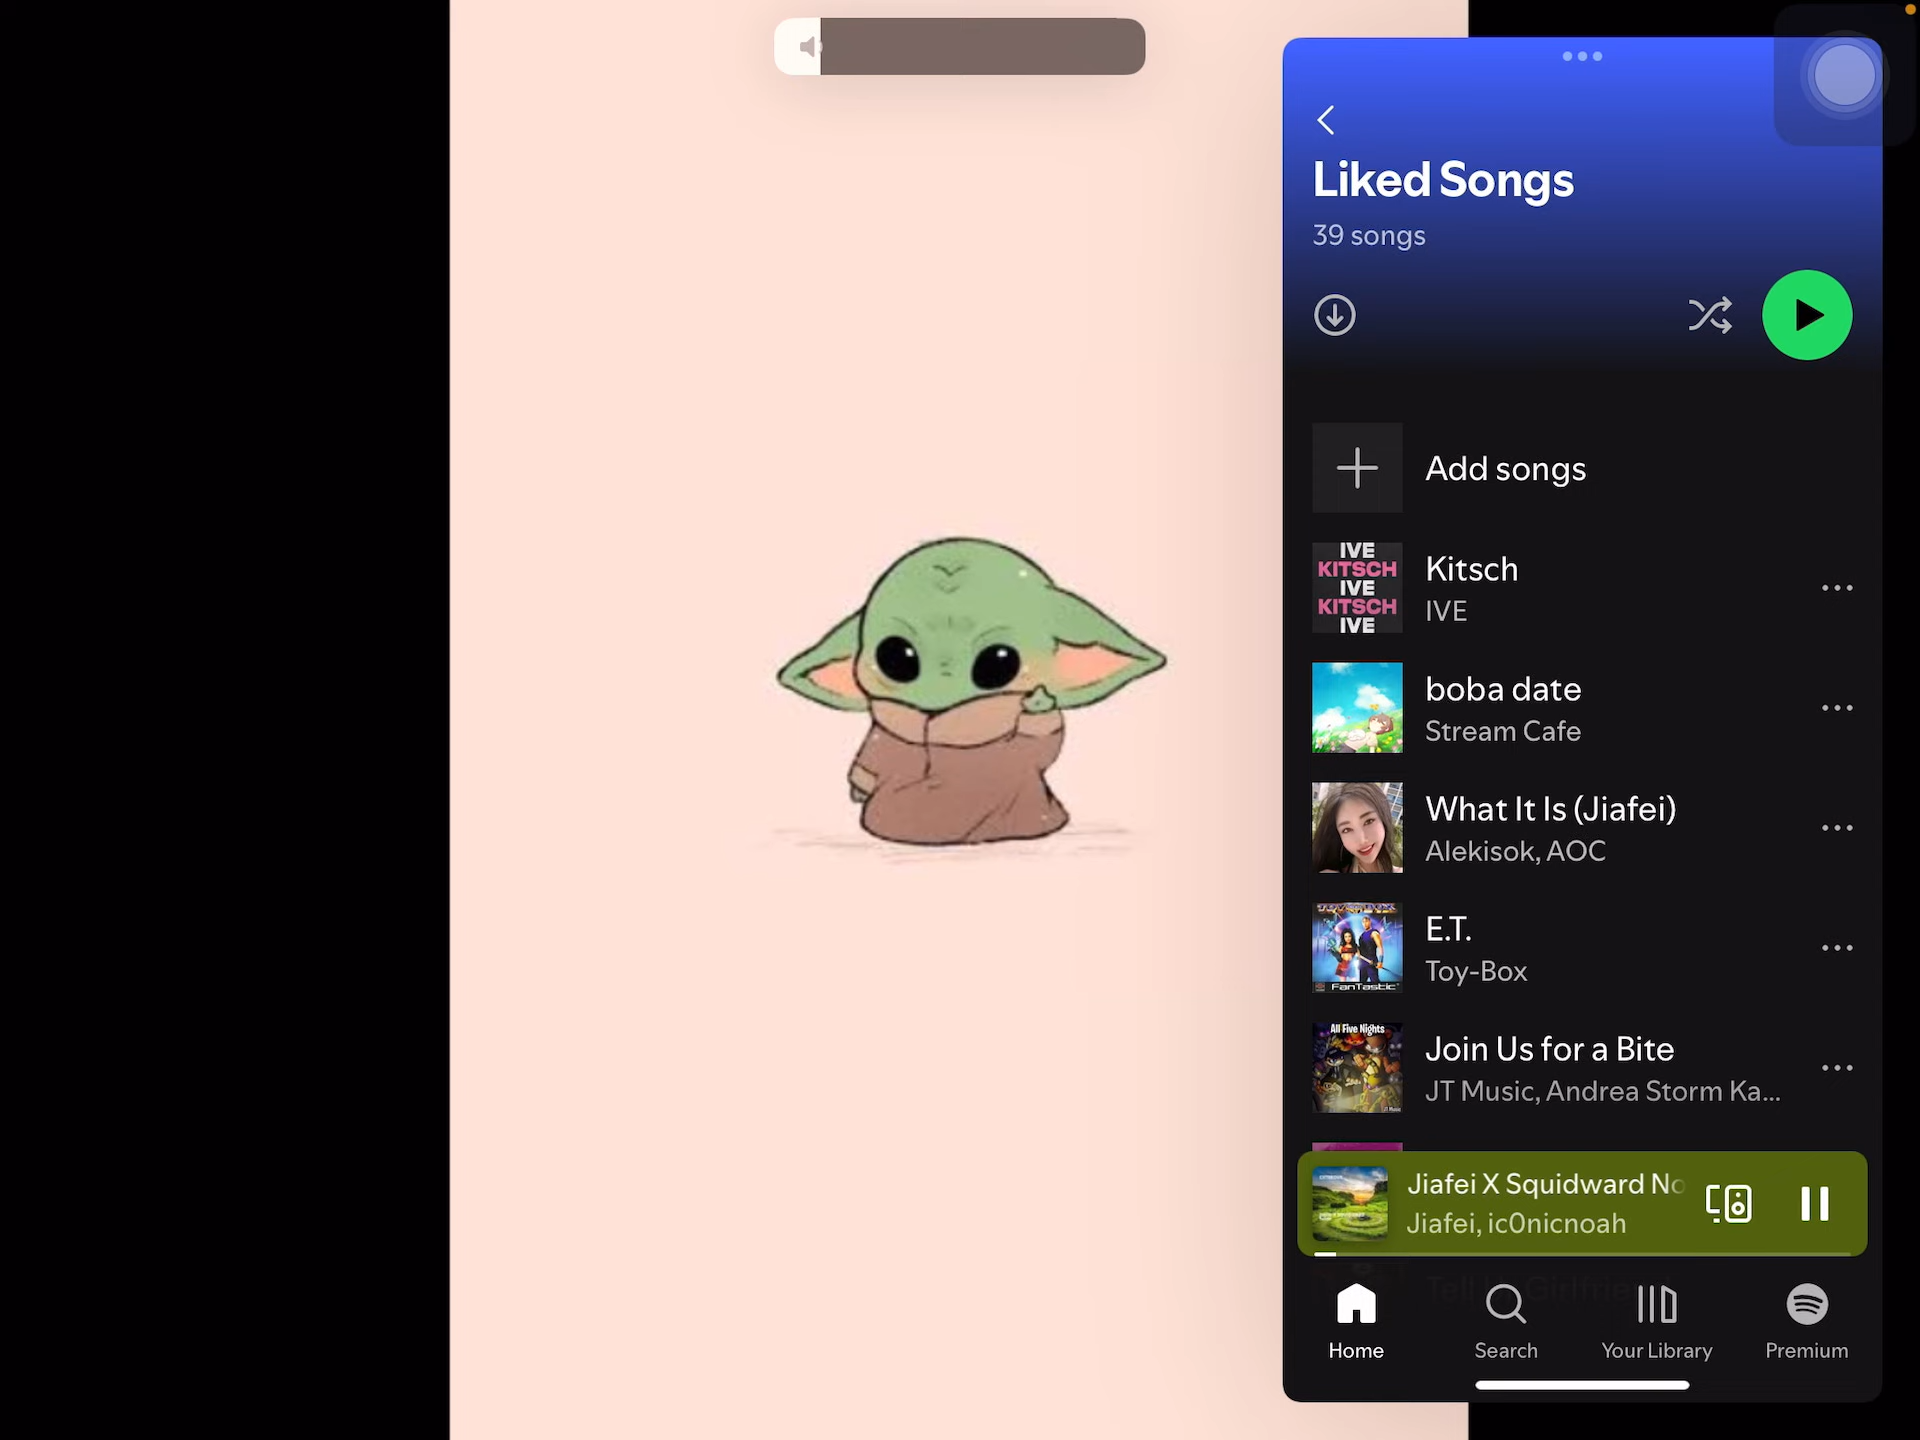 Liked Songs
39 songs
Add songs
IVE
KITSCH
IVE
KITSCH
IVE
Kitsch
IVE
boba date
Stream Cafe
What It Is (Jiafei)
Alekisok, AOC
E.T.
Toy-Box
FanTastic
All Five Nights
Join Us for a Bite
JT Music, Andrea Storm Ka...
Jiafei X Squidward No
Jiafei, ic0nicnoah
Home
Search
Your Library
Premium